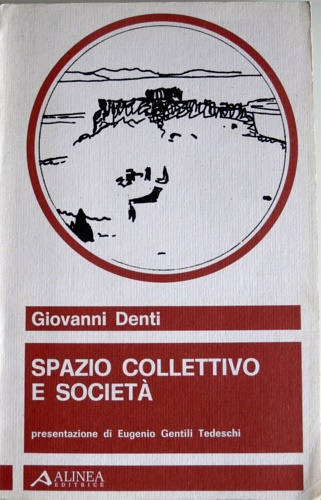 Giovanni Denti
SPAZIO COLLETTIVO
E SOCIETÀ
presentazione di Eugenio Gentili Tedeschi
ALINEA
EDITRICE